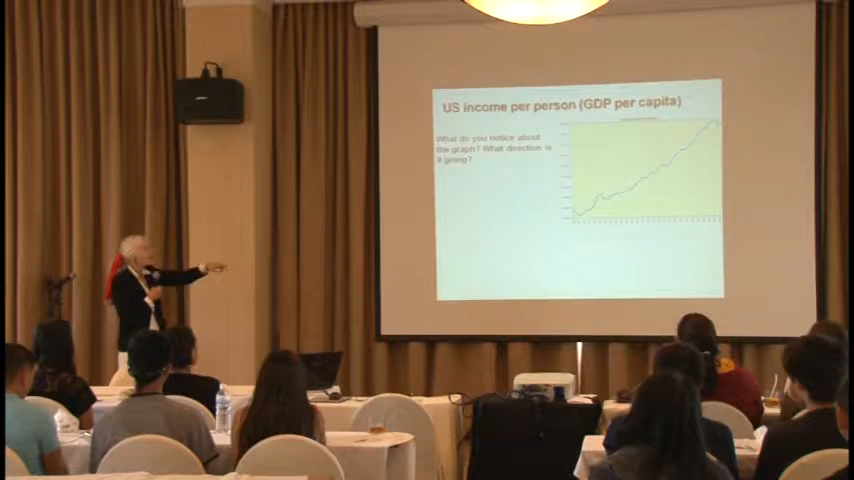 US income per person (GDP per capita)
What do you notice about
the graph? What direction is
it going?